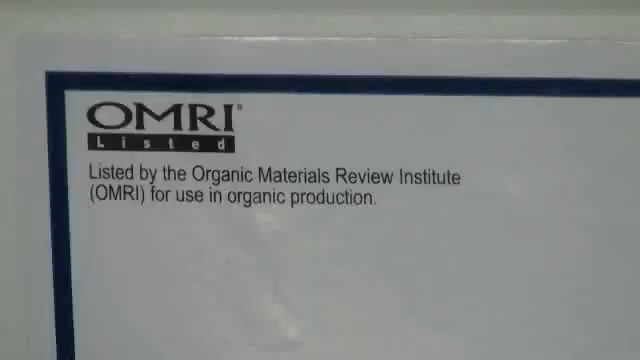 OMRI®
Listed
Listed by the Organic Materials Review Institute
(OMRI) for use in organic production.